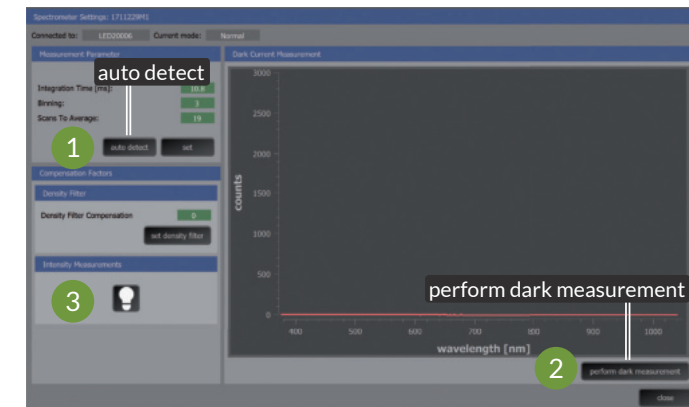 Spectrometer Settings: 1711229M1
Connected to: LED20006 Current mode: Normal
Measurement Parameter
Dark Current Measurement
auto detect
Integration Time [ms]: 10.8
Binning: 3
Scans To Average: 19
1
auto detect set
Compensation Factors
Density Filter
Density Filter Compensation 0
set density filter
Intensity Measurements
3
counts
3000
2500
2000
1500
1000
500
0
400 500 600 700 800 900 1000
wavelength [nm]
perform dark measurement
2
perform dark measurement
close